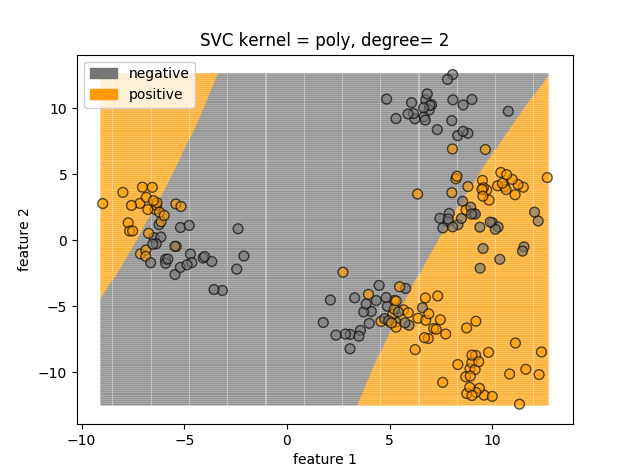 SVC kernel = poly, degree= 2
negative
positive
feature 2
10
5
0
−5
−10
−10
−5
0
5
10
feature 1